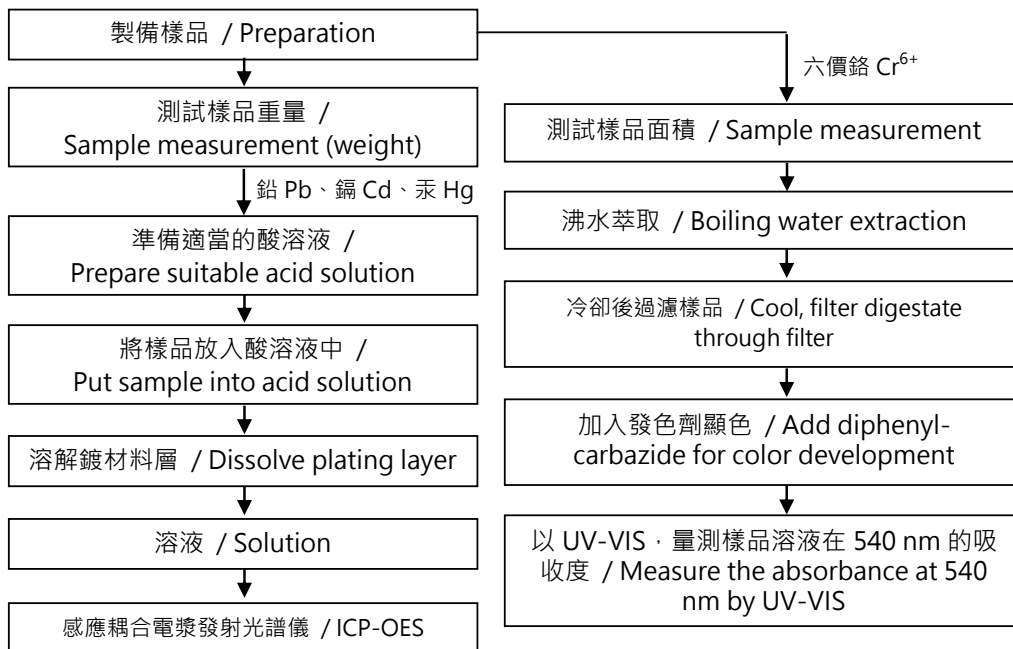 製備樣品 / Preparation
測試樣品重量 /
Sample measurement (weight)
鉛 Pb、鎘 Cd、汞 Hg
準備適當的酸溶液 /
Prepare suitable acid solution
將樣品放入酸溶液中 /
Put sample into acid solution
溶解鍍材料層 / Dissolve plating layer
溶液 / Solution
感應耦合電漿發射光譜儀 / ICP-OES
六價鉻 Cr⁶⁺
測試樣品面積 / Sample measurement
沸水萃取 / Boiling water extraction
冷卻後過濾樣品 / Cool, filter digestate
through filter
加入發色劑顯色 / Add diphenyl-
carbazide for color development
以 UV-VIS，量測樣品溶液在 540 nm 的吸
收度 / Measure the absorbance at 540
nm by UV-VIS